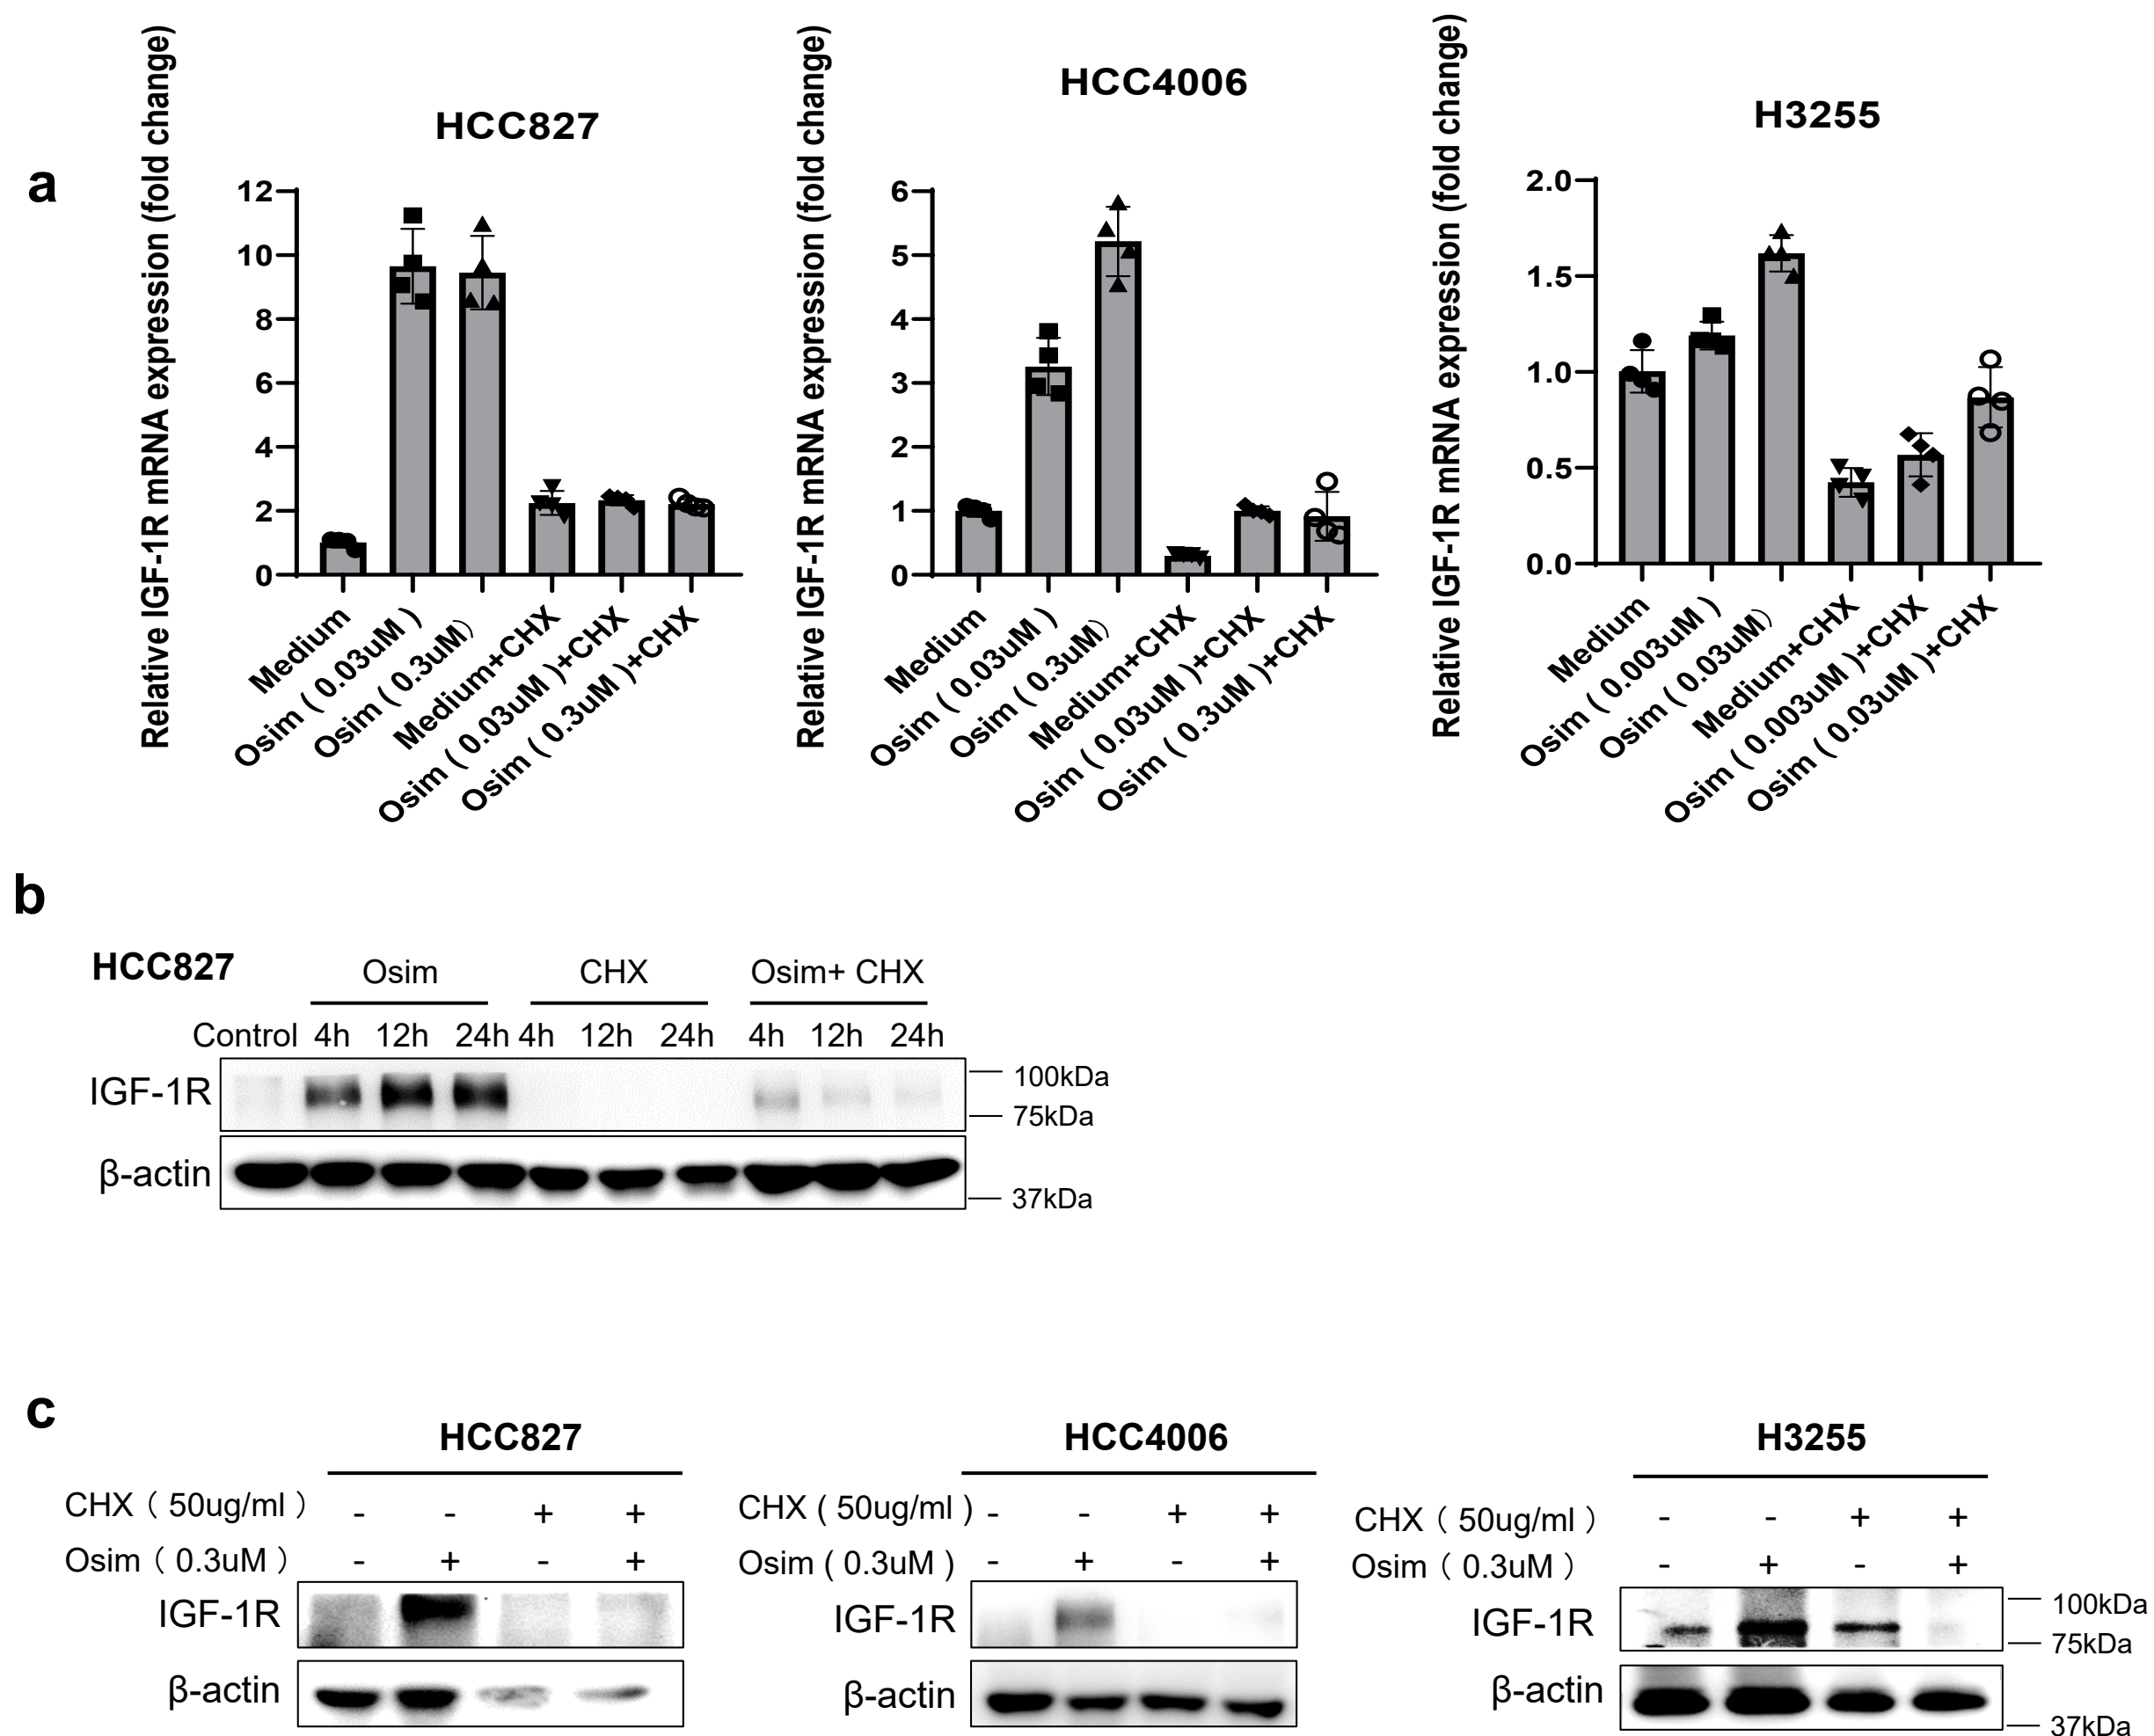 a
HCC827
Relative IGF-1R mRNA expression (fold change)
12
10
8
6
4
2
0
Medium
Osim ( 0.03uM )
Osim ( 0.3uM)
Medium+CHX
Osim ( 0.03uM )+CHX
Osim ( 0.3uM )+CHX
HCC4006
Relative IGF-1R mRNA expression (fold change)
6
5
4
3
2
1
0
Medium
Osim ( 0.03uM )
Osim ( 0.3uM)
Medium+CHX
Osim ( 0.03uM )+CHX
Osim ( 0.3uM )+CHX
H3255
Relative IGF-1R mRNA expression (fold change)
2.0
1.5
1.0
0.5
0.0
Medium
Osim ( 0.003uM )
Osim ( 0.03uM)
Medium+CHX
Osim ( 0.003uM )+CHX
Osim ( 0.03uM )+CHX
b
HCC827 Osim CHX Osim+ CHX
Control 4h 12h 24h 4h 12h 24h 4h 12h 24h
IGF-1R 100kDa
75kDa
β-actin
37kDa
c
HCC827
CHX ( 50ug/ml ) - - + +
Osim ( 0.3uM ) - + - +
IGF-1R
β-actin
HCC4006
CHX ( 50ug/ml ) - - + +
Osim ( 0.3uM ) - + - +
IGF-1R
β-actin
H3255
CHX ( 50ug/ml ) - - + +
Osim ( 0.3uM ) - + - +
IGF-1R 100kDa
75kDa
β-actin
37kDa